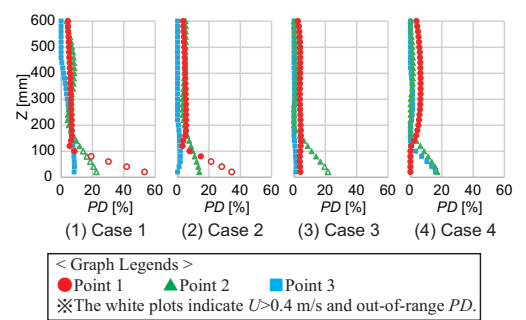 600
500
400
300
200
100
0
Z [mm]
0 20 40 60
0 20 40 60
0 20 40 60
0 20 40 60
PD [%]
PD [%]
PD [%]
PD [%]
(1) Case 1
(2) Case 2
(3) Case 3
(4) Case 4
< Graph Legends >
Point 1
Point 2
Point 3
※The white plots indicate U>0.4 m/s and out-of-range PD.